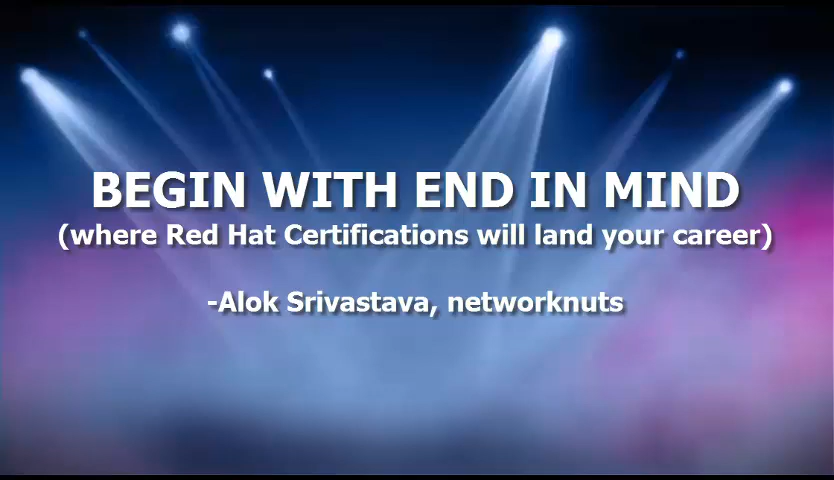 BEGIN WITH END IN MIND
(where Red Hat Certifications will land your career)
-Alok Srivastava, networknuts